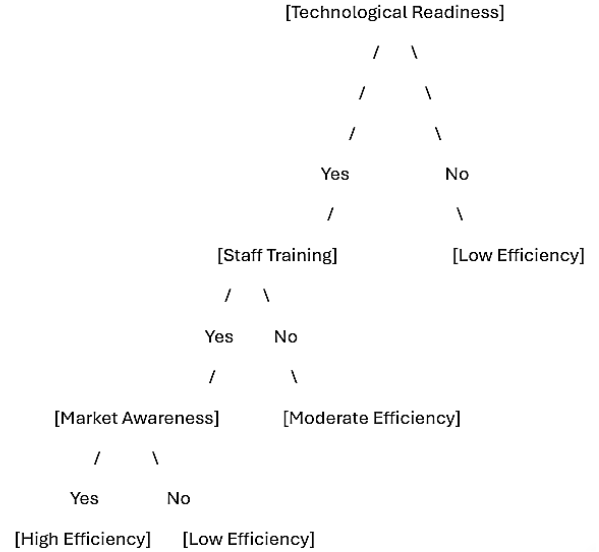 [Technological Readiness]
/ \
/ \
/ \
Yes No
/ \
[Staff Training] [Low Efficiency]
/ \
Yes No
/ \
[Market Awareness] [Moderate Efficiency]
/ \
Yes No
[High Efficiency] [Low Efficiency]